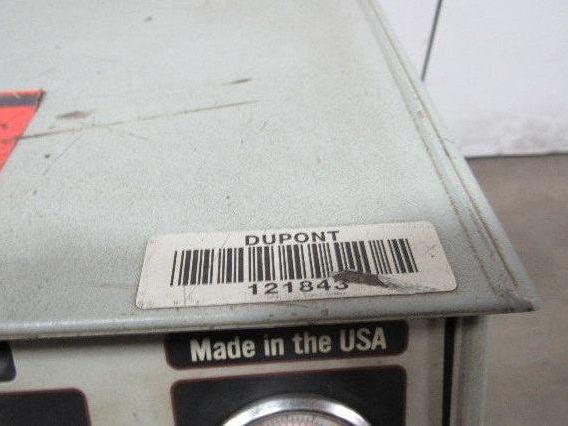 DUPONT
121843
Made in the USA